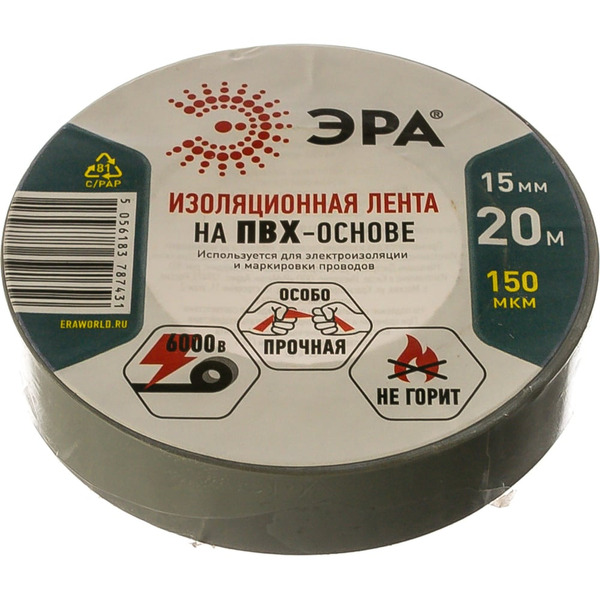 ЭРА®
81
C/PAP
5 056183 787431
ERAWORLD.RU
ИЗОЛЯЦИОННАЯ ЛЕНТА
НА ПВХ-ОСНОВЕ
Используется для электроизоляции
и маркировки проводов
15 мм
20 м
150
МКМ
6000 В
ОСОБО
ПРОЧНАЯ
НЕ ГОРИТ